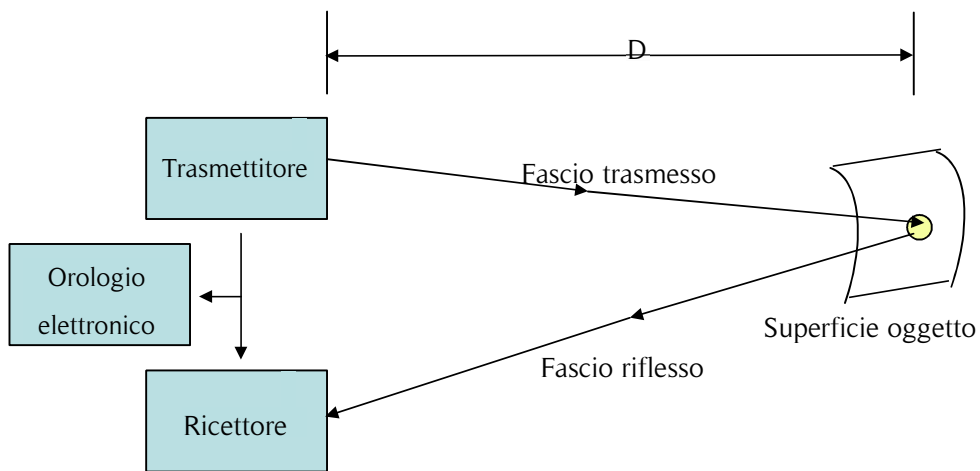 D
Trasmettitore
Fascio trasmesso
Orologio
elettronico
Superficie oggetto
Fascio riflesso
Ricettore